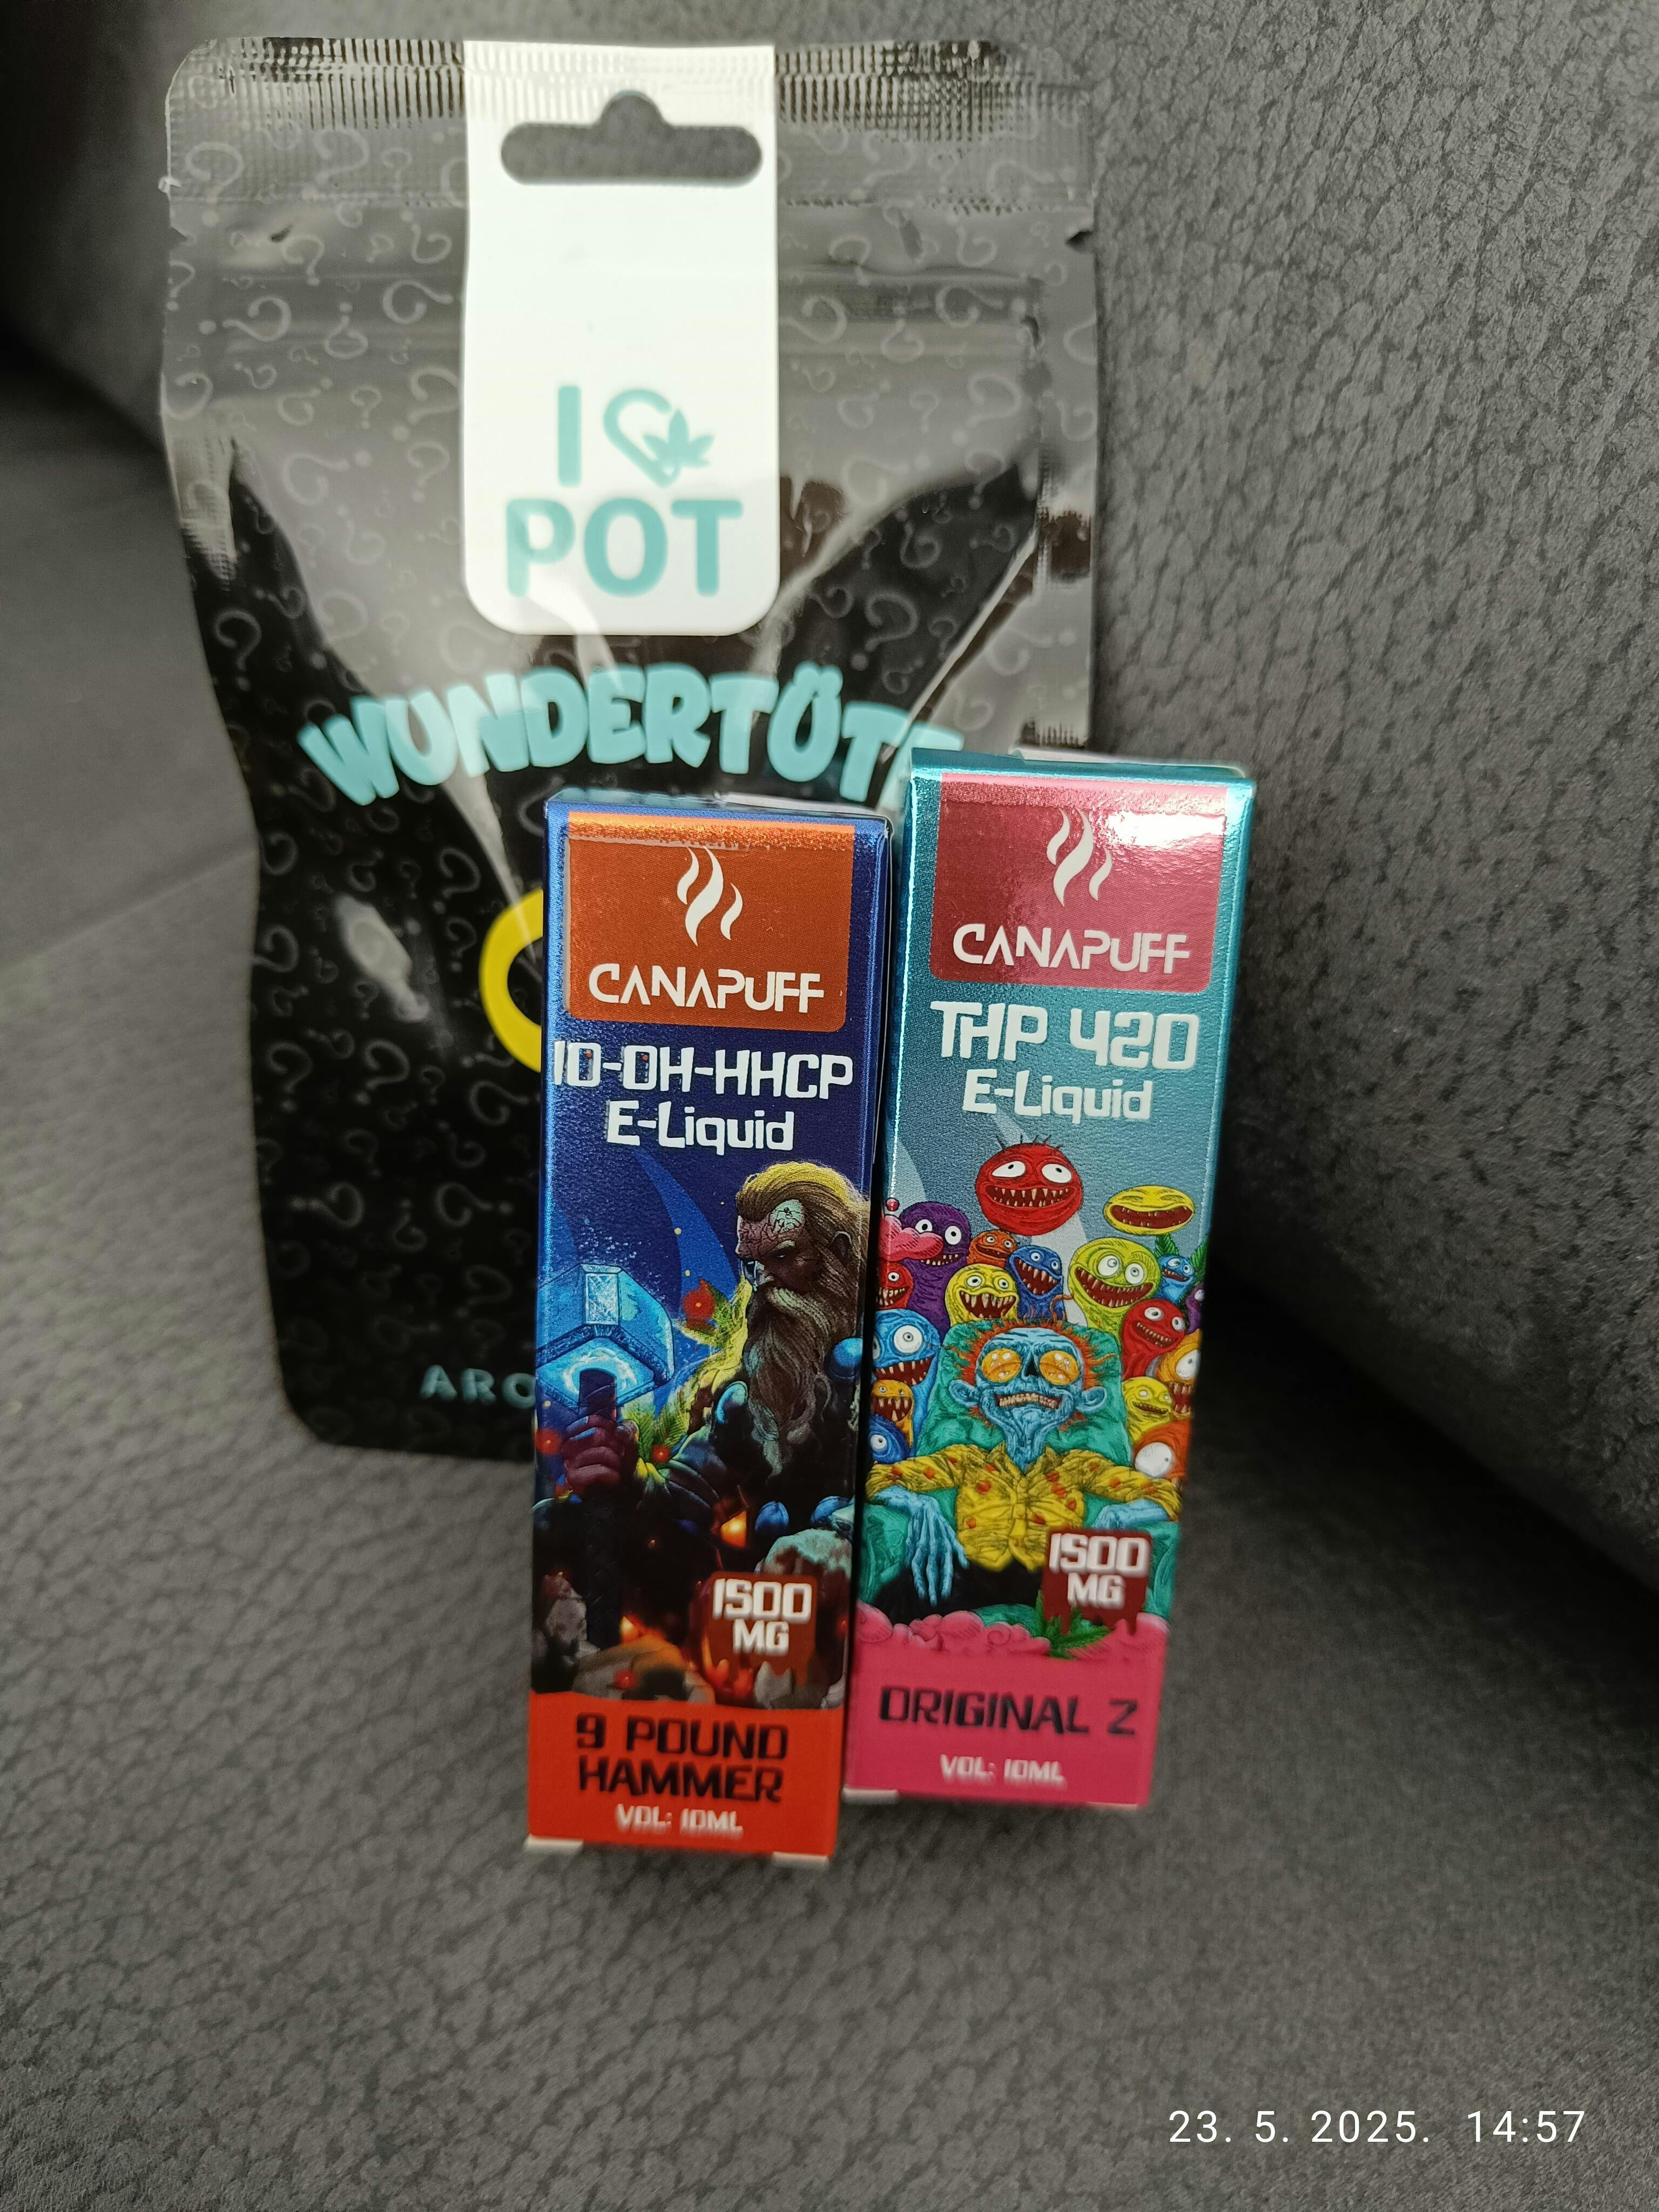 I
POT
WUNDERTÜTE
CANAPUFF
10-OH-HHCP
E-Liquid
1500
MG
9 POUND
HAMMER
VOL: 10ML
CANAPUFF
THP 420
E-Liquid
1500
MG
ORIGINAL Z
VOL: 10ML
ARO
23. 5. 2025. 14:57